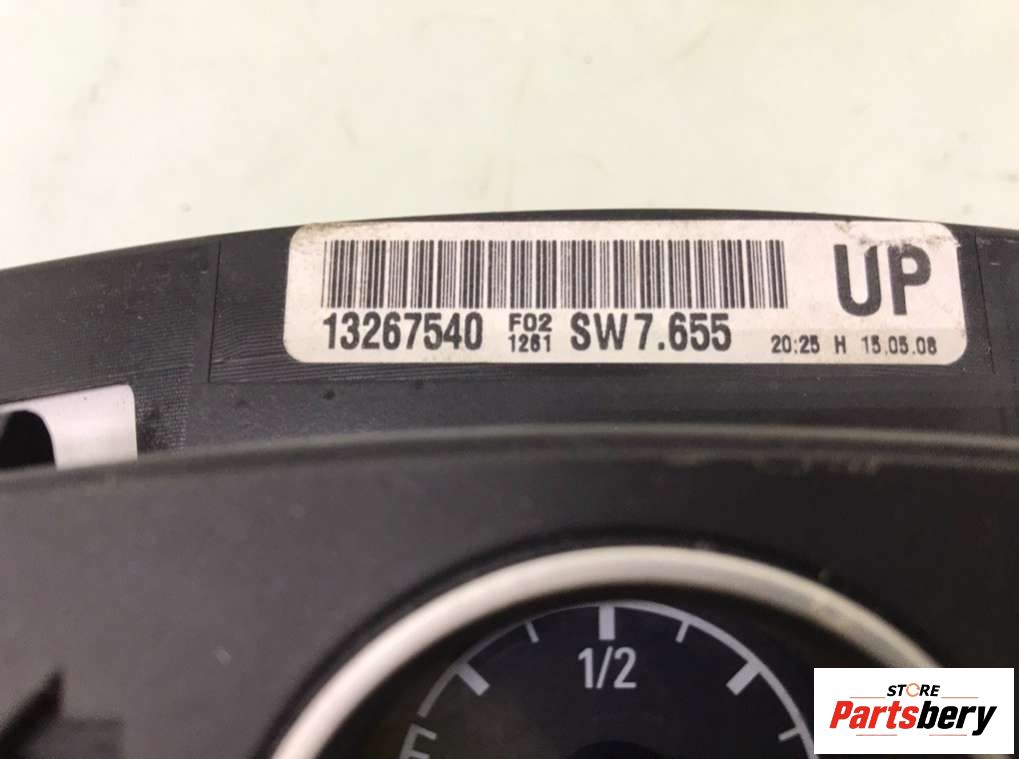 UP
13267540 F02 1261 SW7.655
20:25 H 15.05.08
1/2
STORE
Partsbery